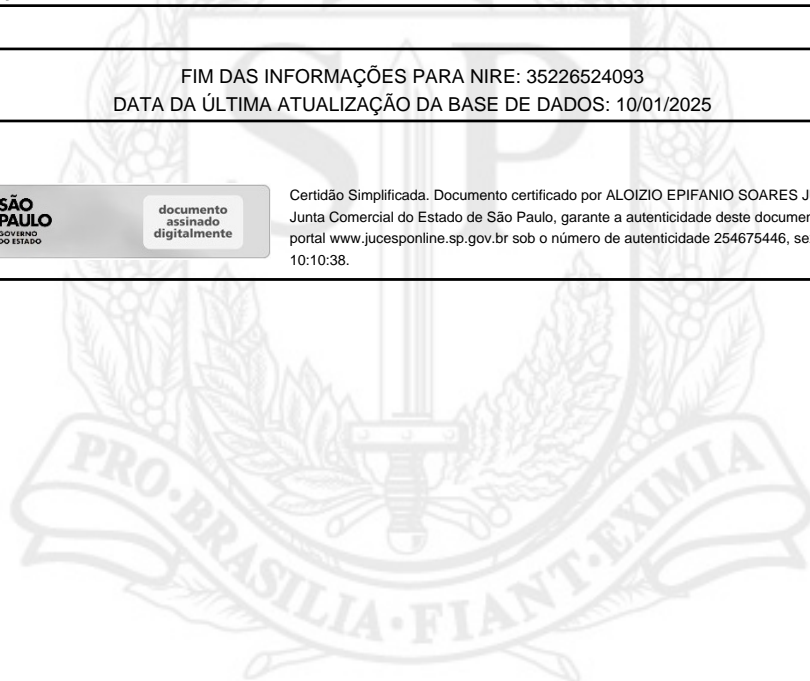 FIM DAS INFORMAÇÕES PARA NIRE: 35226524093
DATA DA ÚLTIMA ATUALIZAÇÃO DA BASE DE DADOS: 10/01/2025
SÃO
PAULO
GOVERNO
DO ESTADO
documento
assinado
digitalmente
Certidão Simplificada. Documento certificado por ALOIZIO EPIFANIO SOARES J
Junta Comercial do Estado de São Paulo, garante a autenticidade deste documen
portal www.jucesponline.sp.gov.br sob o número de autenticidade 254675446, se
10:10:38.
SP
PRO·BRASILIA·FIANT·EXIMIA